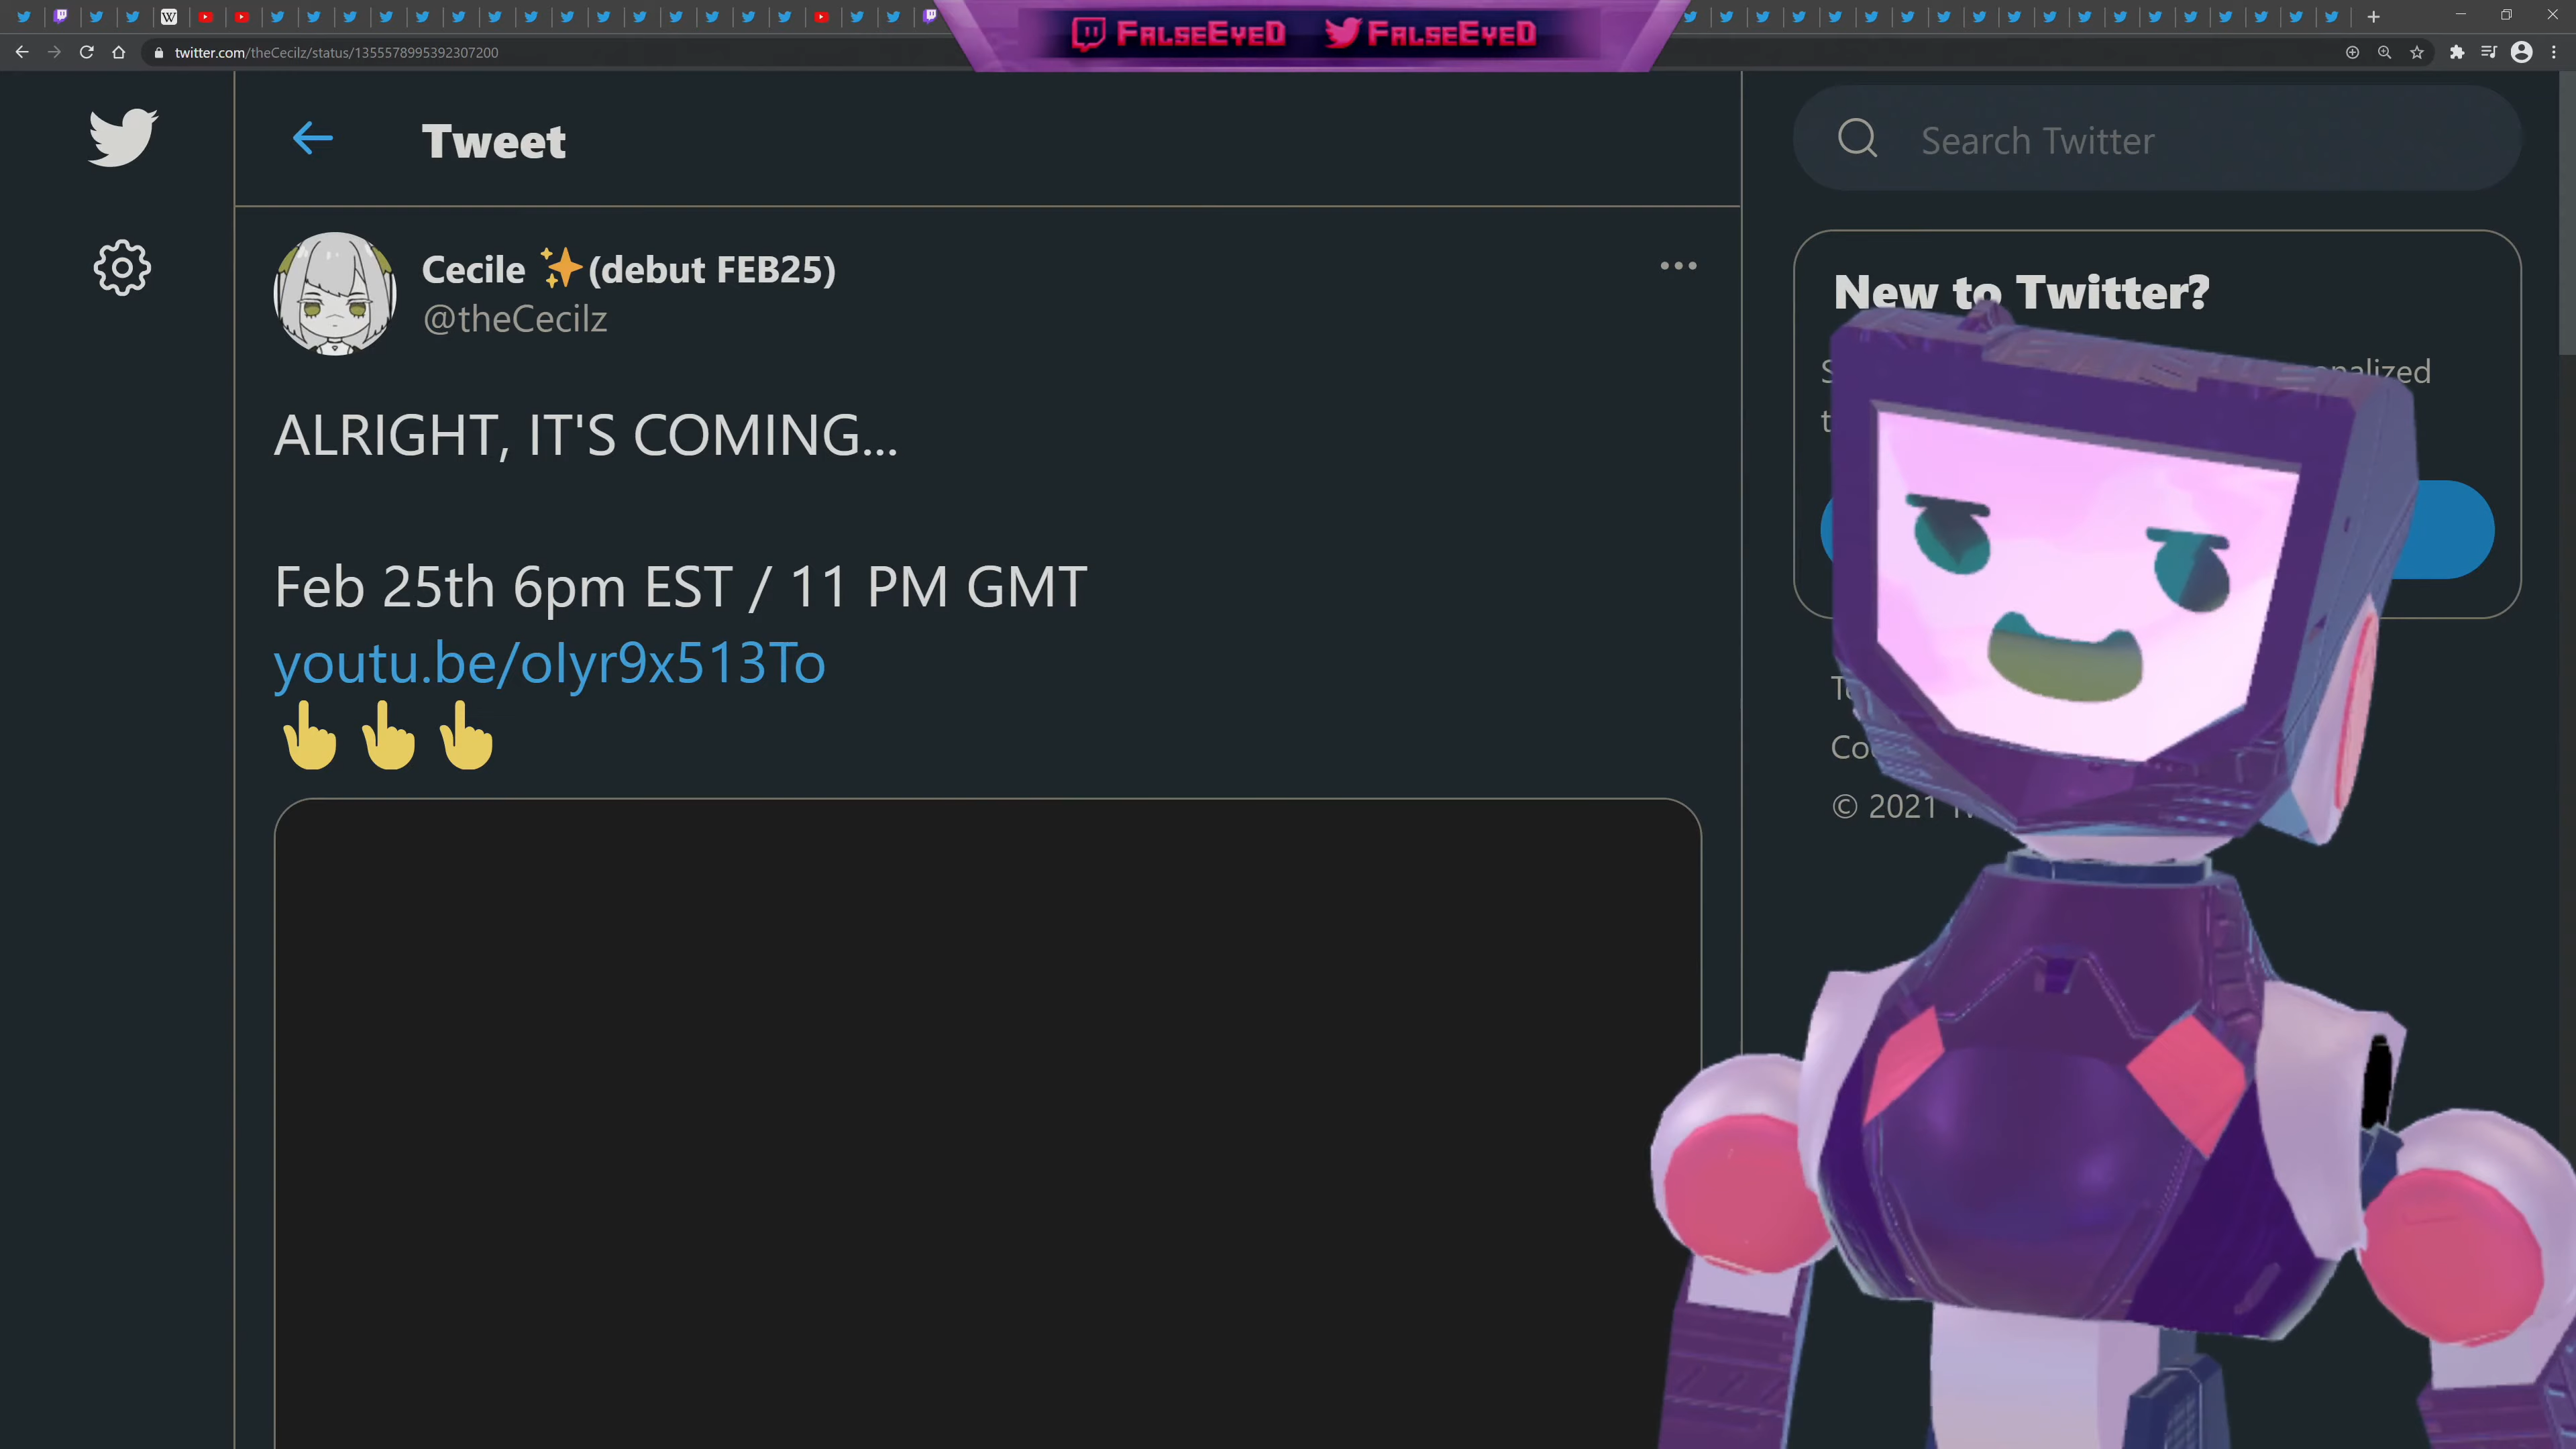 FALSEEYED FALSEEYED
twitter.com/theCecilz/status/1355578995392307200
Tweet
Search Twitter
Cecile ✨(debut FEB25)
@theCecilz
ALRIGHT, IT'S COMING...
Feb 25th 6pm EST / 11 PM GMT
youtu.be/oIyr9x513To
👆 👆 👆
New to Twitter?
© 2021